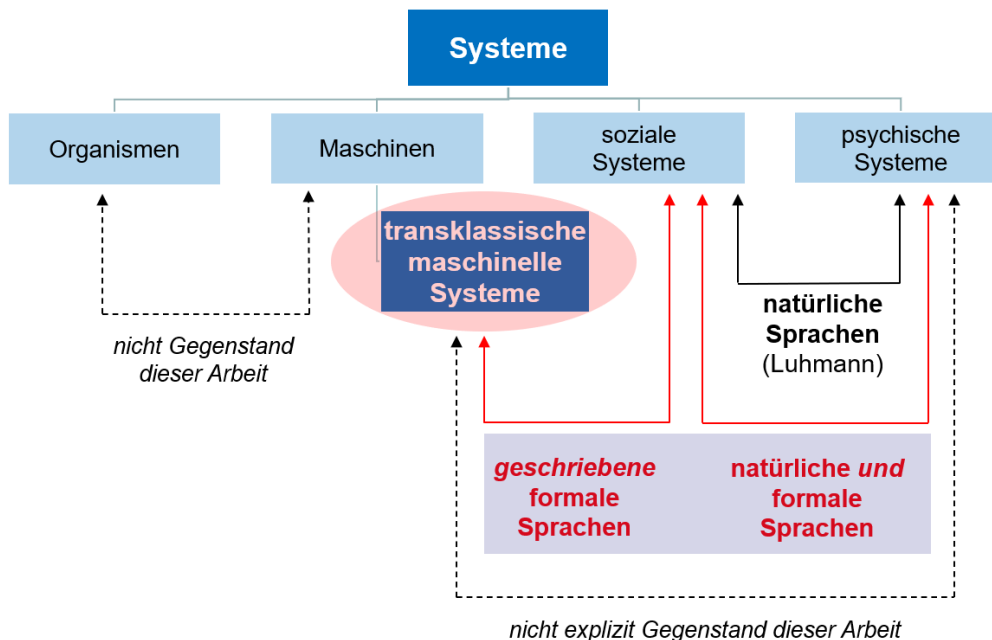 Systeme
Organismen
Maschinen
soziale
Systeme
psychische
Systeme
transklassische
maschinelle
Systeme
natürliche
Sprachen
(Luhmann)
nicht Gegenstand
dieser Arbeit
geschriebene
formale
Sprachen
natürliche und
formale
Sprachen
nicht explizit Gegenstand dieser Arbeit